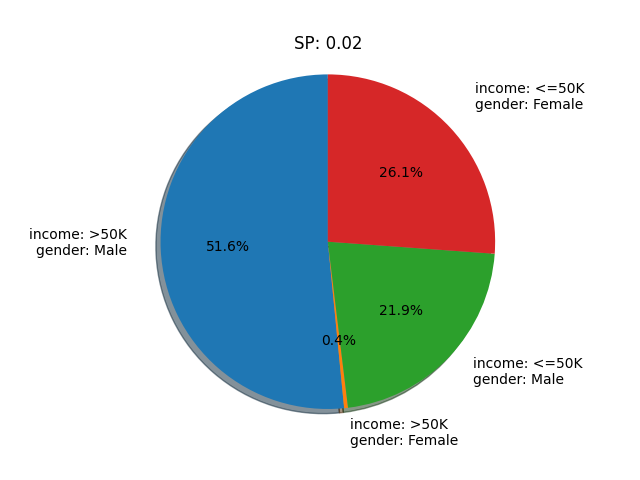 SP: 0.02
income: <=50K
gender: Female
26.1%
income: >50K
gender: Male
51.6%
21.9%
0.4%
income: <=50K
gender: Male
income: >50K
gender: Female